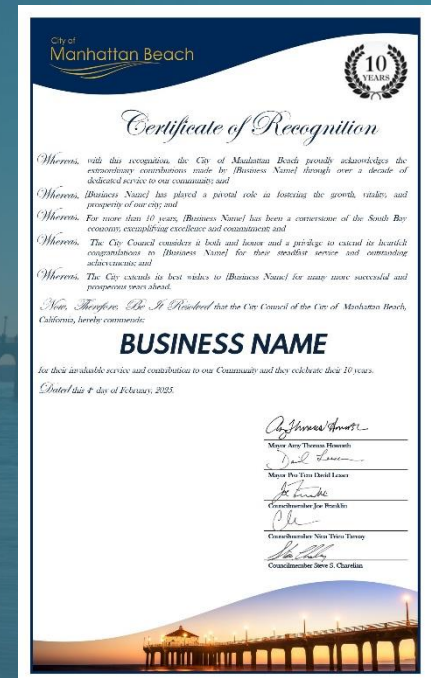 City of
Manhattan Beach
10
YEARS
Certificate of Recognition
Whereas, with this recognition, the City of Manhattan Beach proudly acknowledges the
extraordinary contributions made by [Business Name] through over a decade of
dedicated service to our community; and
Whereas, [Business Name] has played a pivotal role in fostering the growth, vitality, and
prosperity of our city; and
Whereas, For more than 10 years, [Business Name] has been a cornerstone of the South Bay
economy, exemplifying excellence and commitment; and
Whereas, The City Council considers it both and honor and a privilege to extend its heartfelt
congratulations to [Business Name] for their steadfast service and outstanding
achievements; and
Whereas, The City extends its best wishes to [Business Name] for many more successful and
prosperous years ahead.
Now, Therefore, Be It Resolved that the City Council of the City of Manhattan Beach,
California, hereby commends:
BUSINESS NAME
for their invaluable service and contribution to our Community and they celebrate their 10 years.
Dated this 4th day of February, 2025.
Mayor Amy Thomas Howorth
Mayor Pro Tem David Lesser
Councilmember Joe Franklin
Councilmember Nina Tricu Tarnay
Councilmember Steve S. Charelian